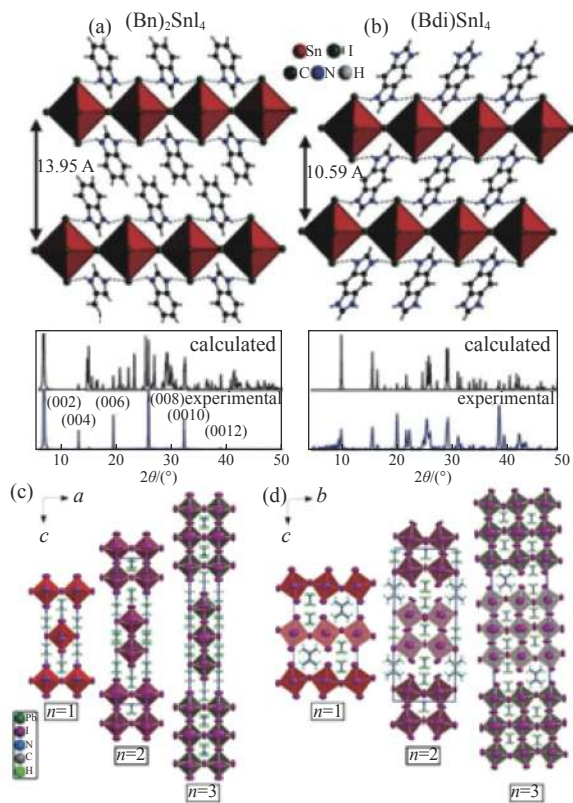 (a) (Bn)₂SnI₄
Sn I
C N H
(b) (Bdi)SnI₄
13.95 A
10.59 A
calculated
experimental
(002)
(004)
(006)
(008)
(0010)
(0012)
10 20 30 40 50
2θ/(°)
calculated
experimental
10 20 30 40 50
2θ/(°)
(c) a
c
n=1
n=2
n=3
Pb
I
N
C
H
(d) b
c
n=1
n=2
n=3